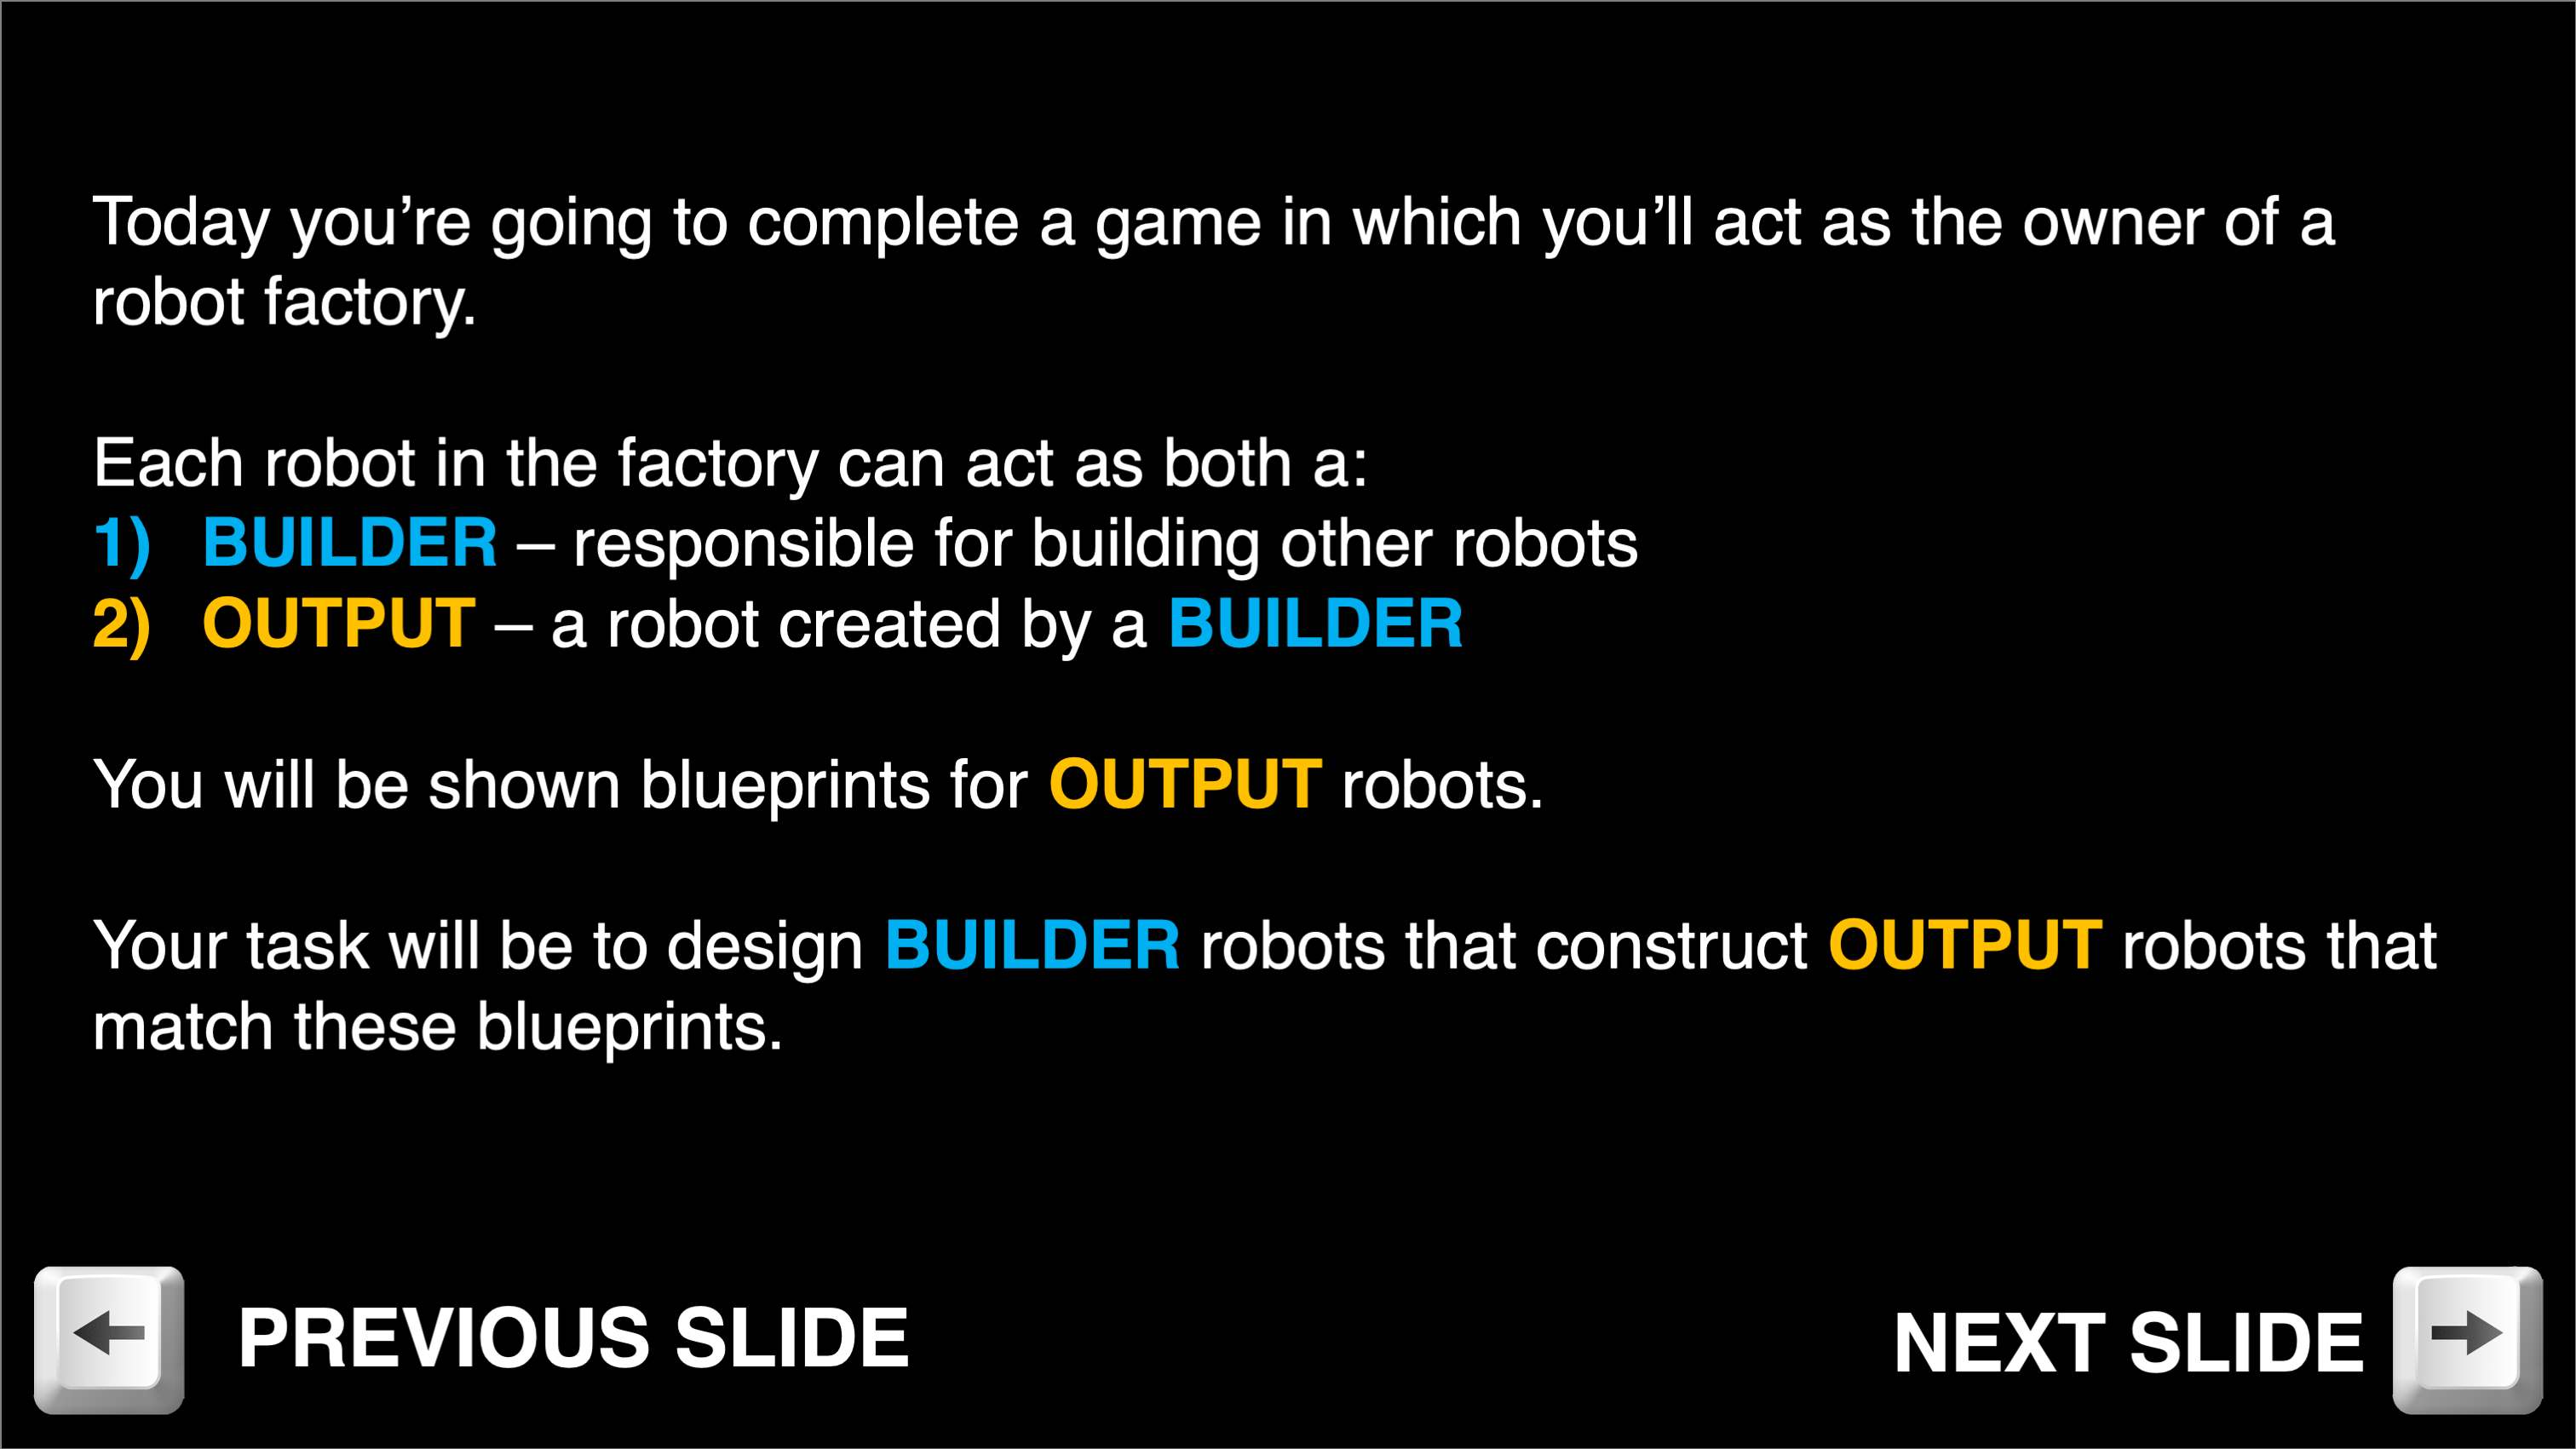 Today you’re going to complete a game in which you’ll act as the owner of a
robot factory.
Each robot in the factory can act as both a:
1) BUILDER – responsible for building other robots
2) OUTPUT – a robot created by a BUILDER
You will be shown blueprints for OUTPUT robots.
Your task will be to design BUILDER robots that construct OUTPUT robots that
match these blueprints.
PREVIOUS SLIDE
NEXT SLIDE